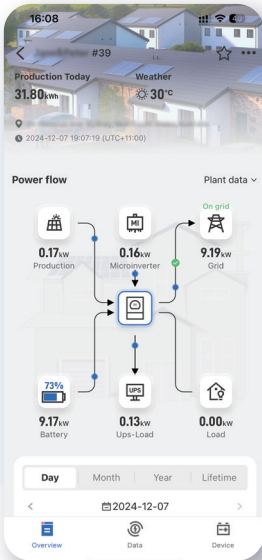 16:08
#39
Production Today
Weather
31.80kWh
30°C
2024-12-07 19:07:19 (UTC+11:00)
Power flow
Plant data
On grid
MI
0.17kW
0.16kW
9.19kW
Production
Microinverter
Grid
73%
UPS
9.17kW
0.13kW
0.00kW
Battery
Ups-Load
Load
Day
Month
Year
Lifetime
2024-12-07
Overview
Data
Device